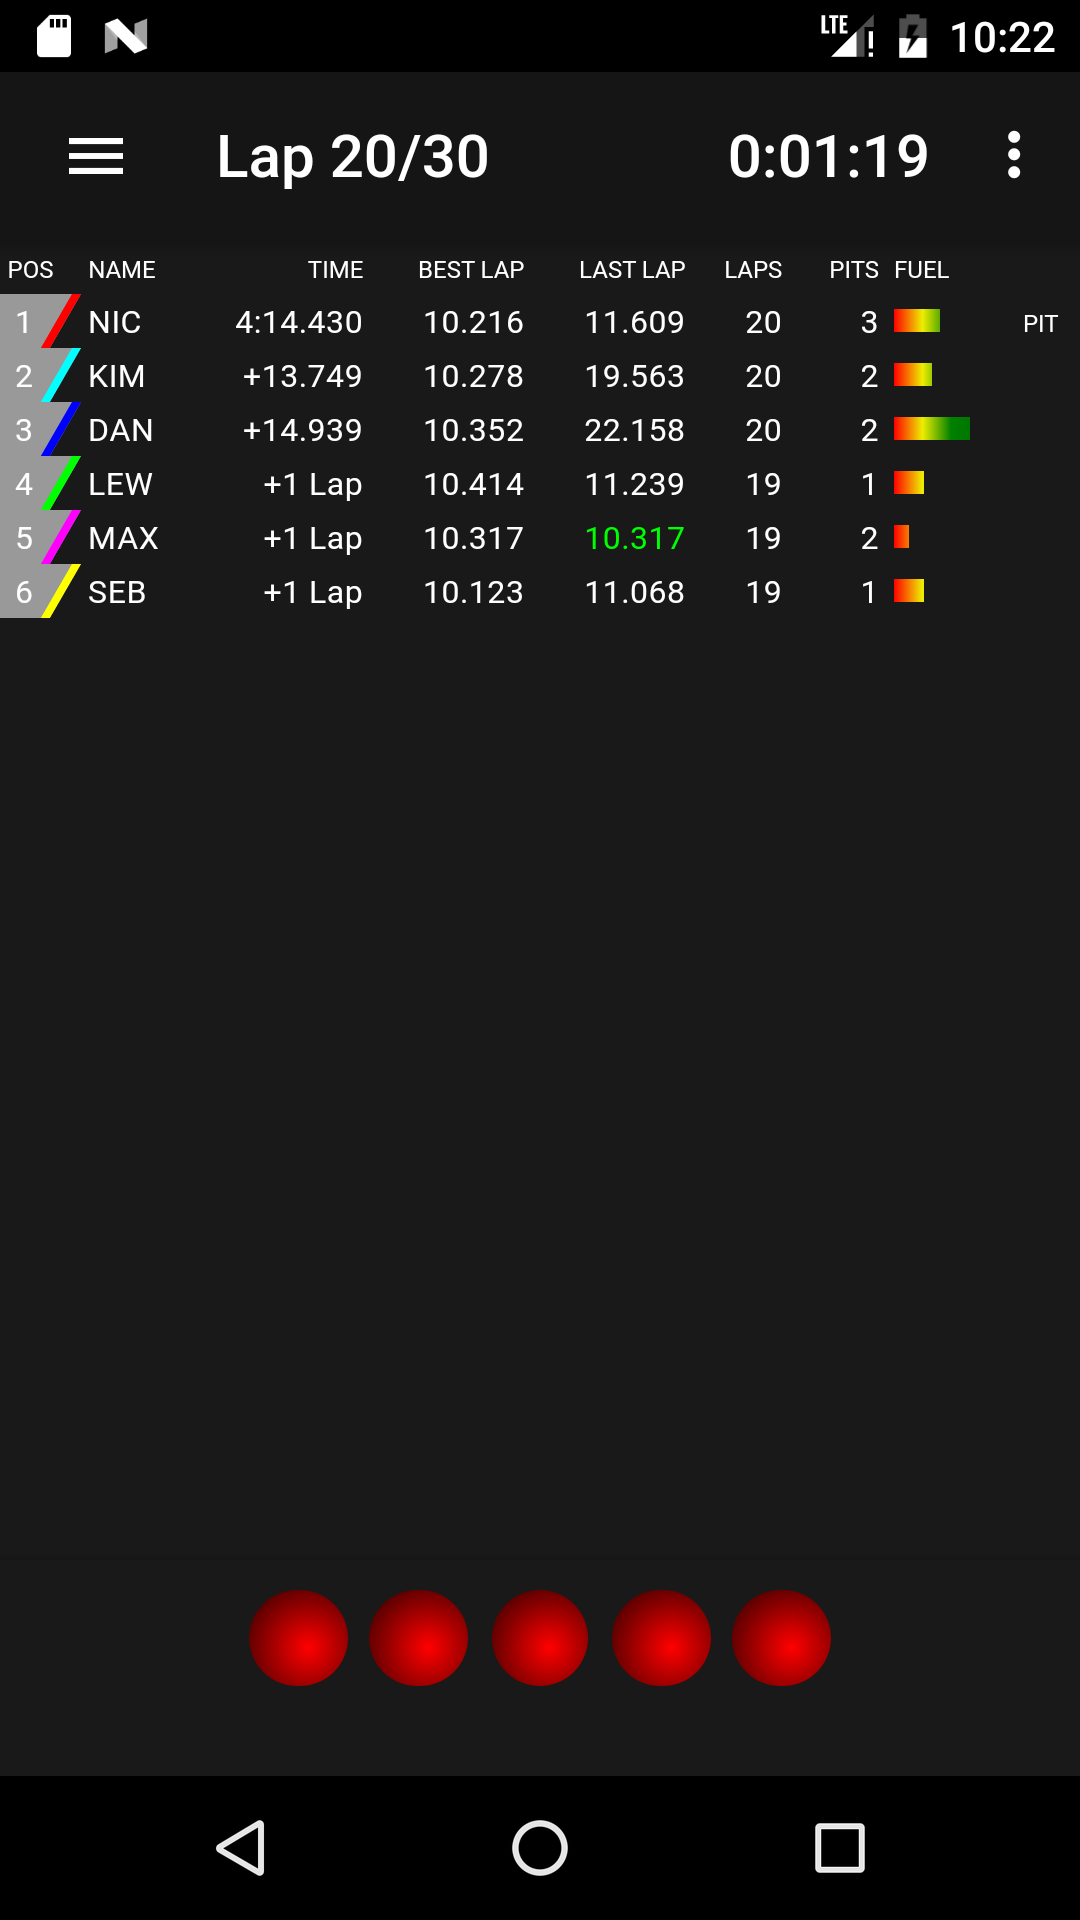 LTE ! 10:22
Lap 20/30 0:01:19
POS NAME TIME BEST LAP LAST LAP LAPS PITS FUEL
1 NIC 4:14.430 10.216 11.609 20 3 PIT
2 KIM +13.749 10.278 19.563 20 2
3 DAN +14.939 10.352 22.158 20 2
4 LEW +1 Lap 10.414 11.239 19 1
5 MAX +1 Lap 10.317 10.317 19 2
6 SEB +1 Lap 10.123 11.068 19 1